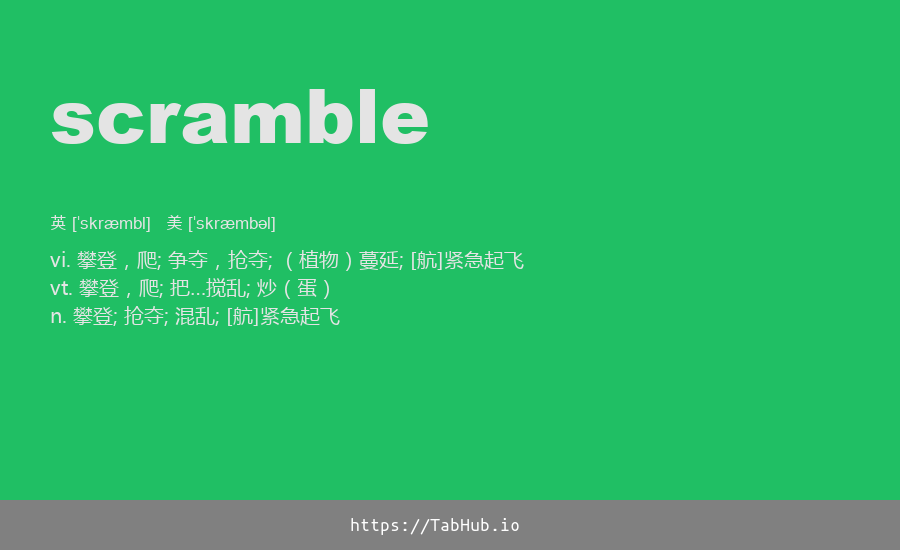 scramble
英 [ˈskræmbl] 美 [ˈskræmbəl]
vi. 攀登，爬; 争夺，抢夺; （植物）蔓延; [航]紧急起飞
vt. 攀登，爬; 把...搅乱; 炒（蛋）
n. 攀登; 抢夺; 混乱; [航]紧急起飞
https://TabHub.io